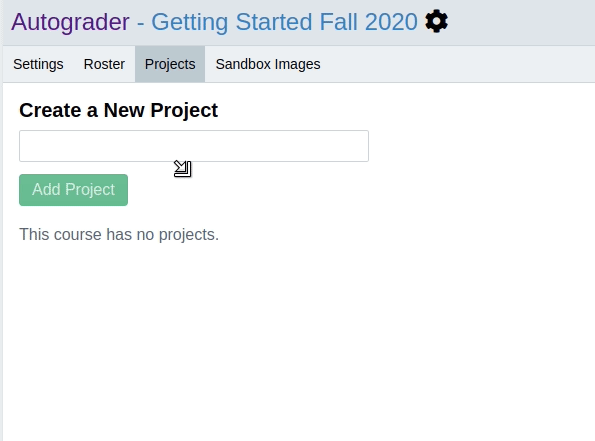 Autograder - Getting Started Fall 2020
Settings Roster Projects Sandbox Images
Create a New Project
Add Project
This course has no projects.